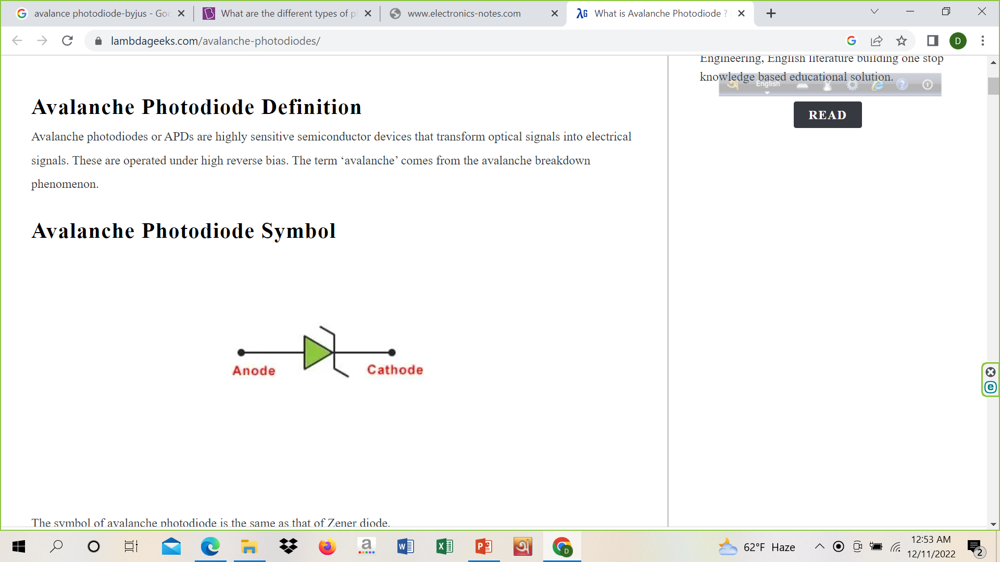 avalance photodiode-byjus - Goo
What are the different types of p
www.electronics-notes.com
λG What is Avalanche Photodiode ?
lambdageeks.com/avalanche-photodiodes/
D
Engineering, English literature building one stop
knowledge based educational solution.
English
READ
Avalanche Photodiode Definition
Avalanche photodiodes or APDs are highly sensitive semiconductor devices that transform optical signals into electrical
signals. These are operated under high reverse bias. The term ‘avalanche’ comes from the avalanche breakdown
phenomenon.
Avalanche Photodiode Symbol
Anode
Cathode
The symbol of avalanche photodiode is the same as that of Zener diode.
62°F Haze
12:53 AM
12/11/2022
2